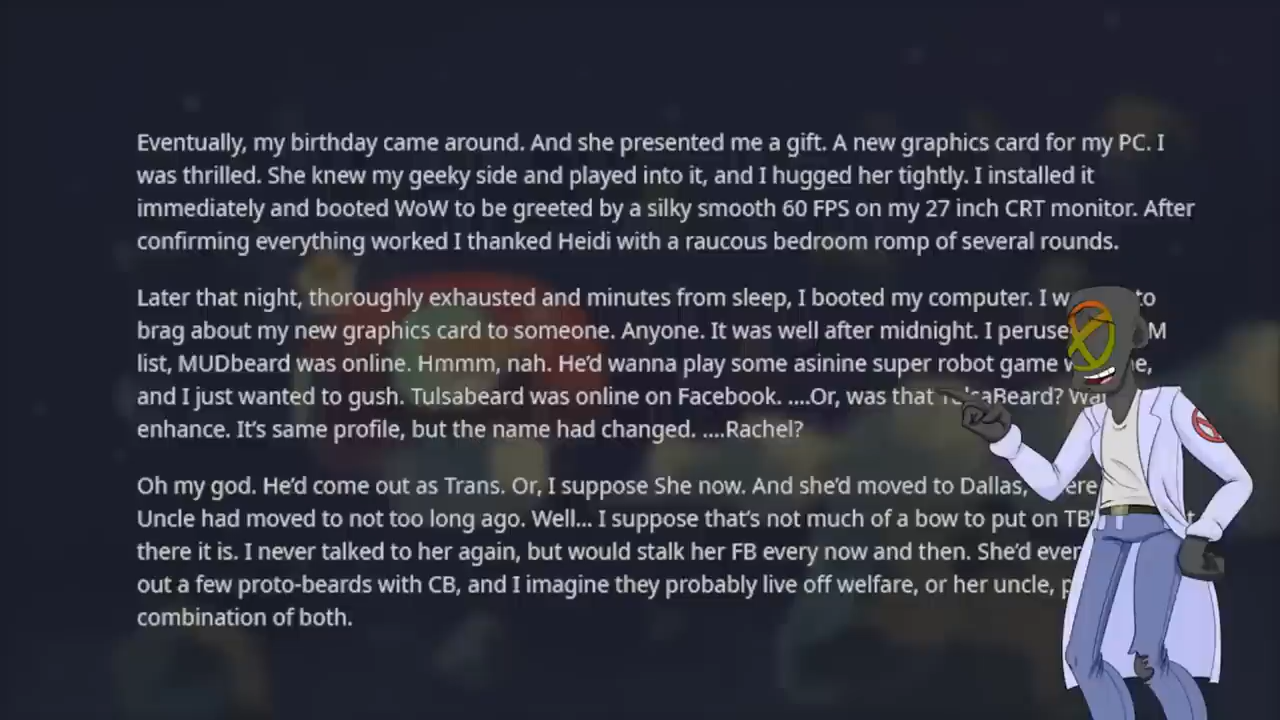 Eventually, my birthday came around. And she presented me a gift. A new graphics card for my PC. I
was thrilled. She knew my geeky side and played into it, and I hugged her tightly. I installed it
immediately and booted WoW to be greeted by a silky smooth 60 FPS on my 27 inch CRT monitor. After
confirming everything worked I thanked Heidi with a raucous bedroom romp of several rounds.
Later that night, thoroughly exhausted and minutes from sleep, I booted my computer. I to
brag about my new graphics card to someone. Anyone. It was well after midnight. I
list, MUDbeard was online. Hmmm, nah. He’d wanna play some asinine super robot game
and I just wanted to gush. Tulsabeard was online on Facebook. ....Or, was that TulsaBeard?
enhance. It’s same profile, but the name had changed. ....Rachel?
Oh my god. He’d come out as Trans. Or, I suppose She now. And she’d moved to Dallas,
Uncle had moved to not too long ago. Well... I suppose that’s not much of a bow to put on
there it is. I never talked to her again, but would stalk her FB every now and then. She’d
out a few proto-beards with CB, and I imagine they probably live off welfare, or her uncle,
combination of both.